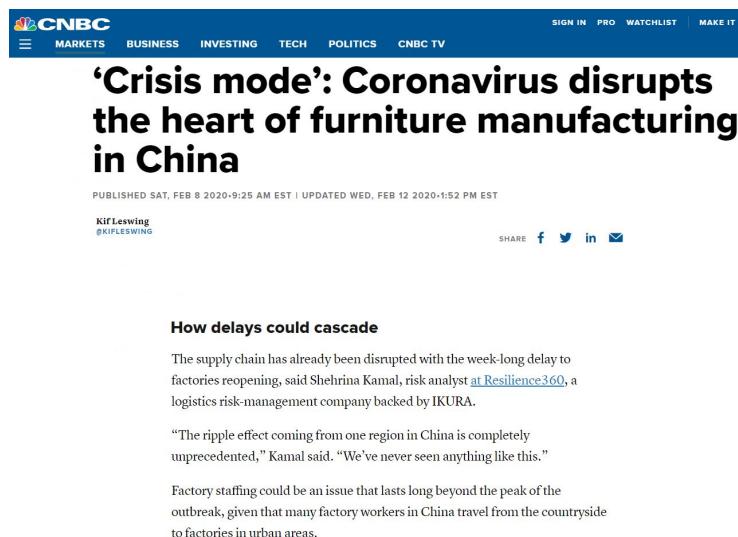 CNBC
SIGN IN PRO WATCHLIST MAKE IT
MARKETS BUSINESS INVESTING TECH POLITICS CNBC TV
‘Crisis mode’: Coronavirus disrupts
the heart of furniture manufacturing
in China
PUBLISHED SAT, FEB 8 2020•9:25 AM EST | UPDATED WED, FEB 12 2020•1:52 PM EST
Kif Leswing
@KIFLESWING
SHARE
How delays could cascade
The supply chain has already been disrupted with the week-long delay to
factories reopening, said Shehrina Kamal, risk analyst at Resilience360, a
logistics risk-management company backed by IKURA.
“The ripple effect coming from one region in China is completely
unprecedented,” Kamal said. “We’ve never seen anything like this.”
Factory staffing could be an issue that lasts long beyond the peak of the
outbreak, given that many factory workers in China travel from the countryside
to factories in urban areas.